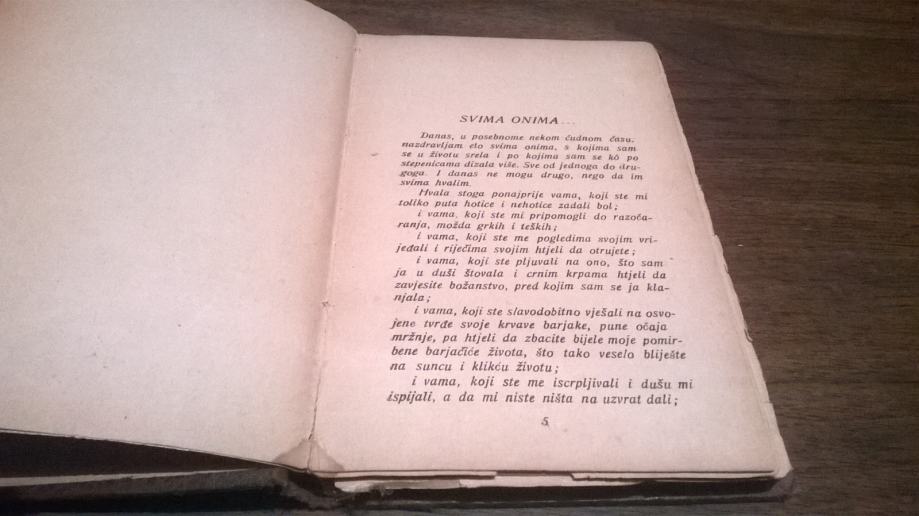 SVIMA ONIMA...
Danas, u posebnome nekom čudnom času,
nazdravljam eto svima onima, s kojima sam
se u životu srela i po kojima sam se kô po
stepenicama dizala više. Sve od jednoga do dru-
goga. I danas ne mogu drugo, nego da im
svima hvalim.
Hvala stoga ponajprije vama, koji ste mi
toliko puta hotice i nehotice zadali bol;
i vama, koji ste mi pripomogli do razoča-
ranja, možda grkih i teških;
i vama, koji ste me pogledima svojim vri-
jeđali i riječima svojim htjeli da otrujete;
i vama, koji ste pljuvali na ono, što sam
ja u duši štovala i crnim krpama htjeli da
zavjesite božanstvo, pred kojim sam se ja kla-
njala;
i vama, koji ste slavodobitno vješali na osvo-
jene tvrđe svoje krvave barjake, pune očaja
mržnje, pa htjeli da zbacite bijele moje pomir-
bene barjačiće života, što tako veselo bliješte
na suncu i klikću životu;
i vama, koji ste me iscrpljivali i dušu mi
ispijali, a da mi niste ništa na uzvrat dali;
5